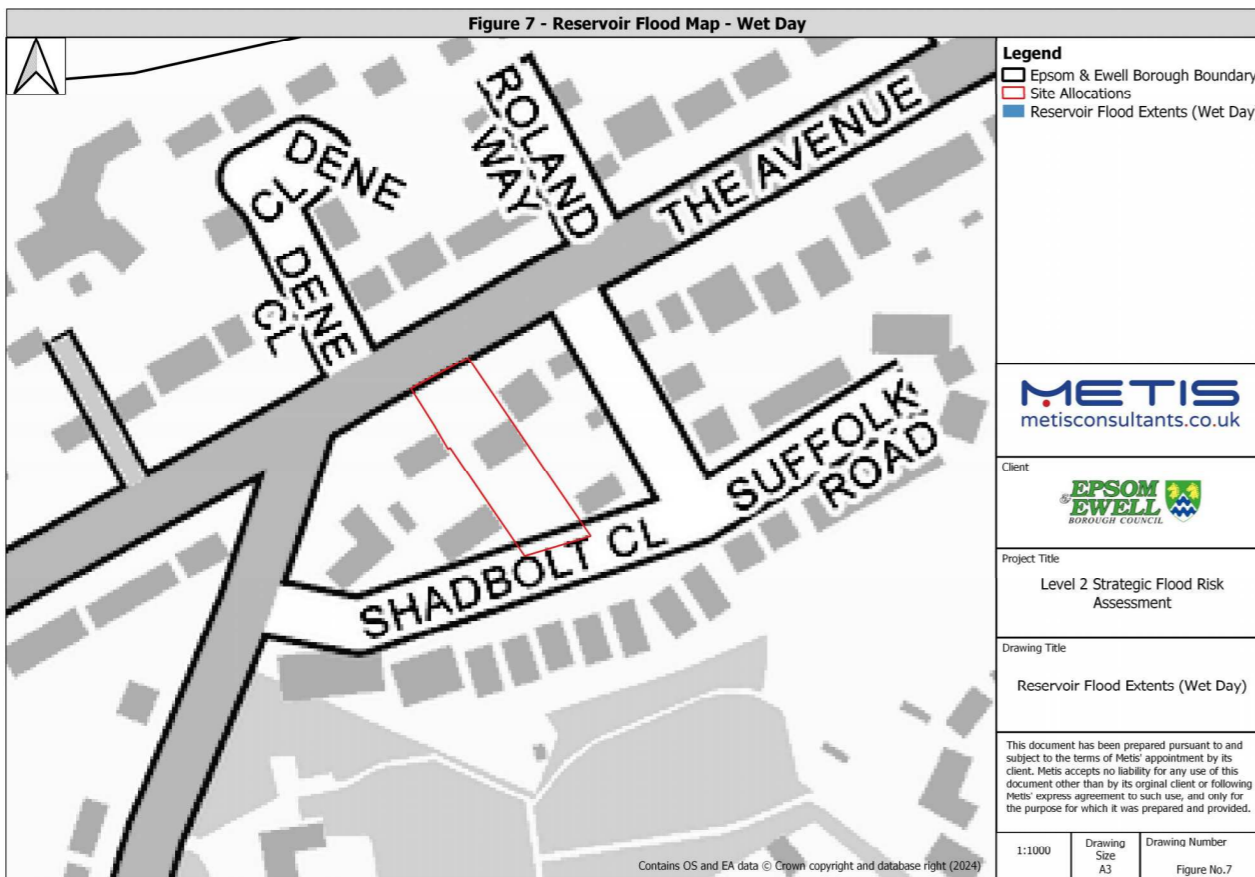 Figure 7 - Reservoir Flood Map - Wet Day
DENE
CL
DENE
CL
ROLAND
WAY
THE AVENUE
SUFFOLK
ROAD
SHADBOLT CL
Contains OS and EA data © Crown copyright and database right (2024)
Legend
Epsom & Ewell Borough Boundary
Site Allocations
Reservoir Flood Extents (Wet Day
METIS
metisconsultants.co.uk
Client
EPSOM
& EWELL
BOROUGH COUNCIL
Project Title
Level 2 Strategic Flood Risk
Assessment
Drawing Title
Reservoir Flood Extents (Wet Day)
This document has been prepared pursuant to and
subject to the terms of Metis' appointment by its
client. Metis accepts no liability for any use of this
document other than by its orginal client or following
Metis' express agreement to such use, and only for
the purpose for which it was prepared and provided.
1:1000
Drawing
Size
A3
Drawing Number
Figure No.7